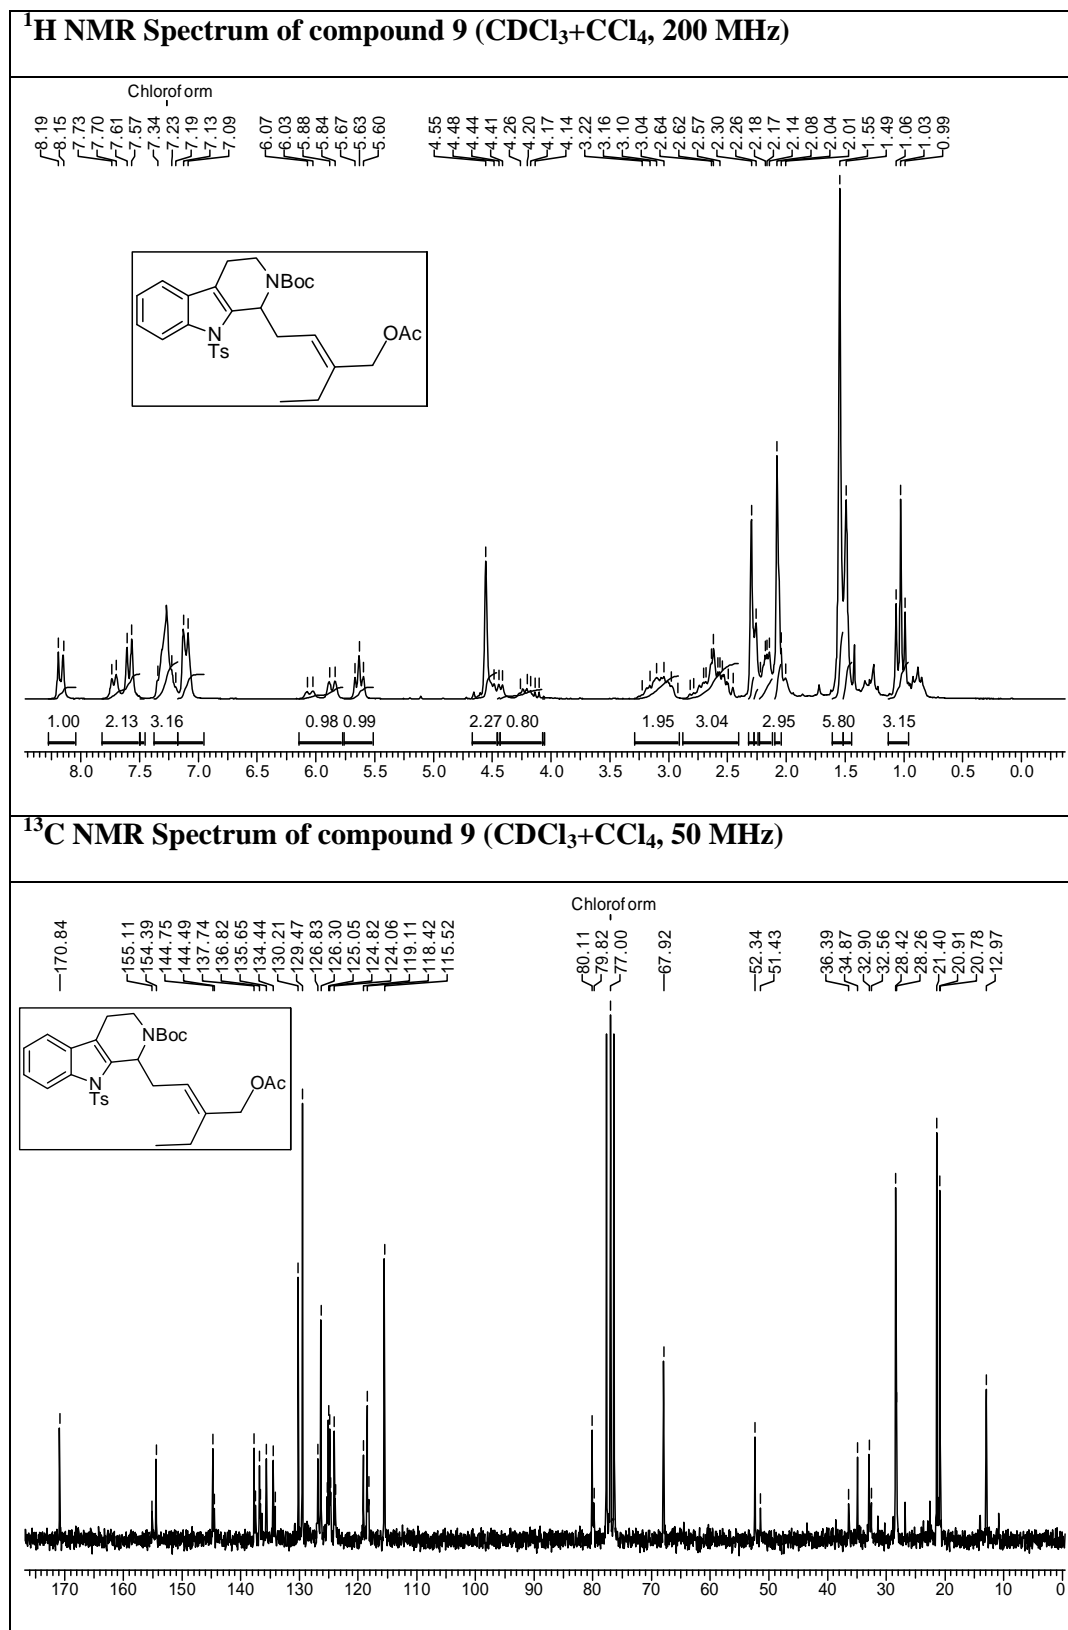 ¹H NMR Spectrum of compound 9 (CDCl₃+CCl₄, 200 MHz)
Chloroform
8.19 8.15 7.73 7.70 7.61 7.57 7.34 7.23 7.19 7.13 7.09 6.07 6.03 5.88 5.84 5.67 5.63 5.60 4.55 4.48 4.44 4.41 4.26 4.20 4.17 4.14 3.22 3.16 3.10 3.04 2.64 2.62 2.57 2.30 2.26 2.18 2.17 2.14 2.08 2.04 2.01 1.55 1.49 1.06 1.03 0.99
NBoc
OAc
N
Ts
1.00 2.13 3.16 0.98 0.99 2.27 0.80 1.95 3.04 2.95 5.80 3.15
8.0 7.5 7.0 6.5 6.0 5.5 5.0 4.5 4.0 3.5 3.0 2.5 2.0 1.5 1.0 0.5 0.0
¹³C NMR Spectrum of compound 9 (CDCl₃+CCl₄, 50 MHz)
Chloroform
170.84 155.11 154.39 144.75 144.49 137.74 136.82 135.65 134.44 130.21 129.47 126.83 126.30 125.05 124.82 124.06 119.11 118.42 115.52 80.11 79.82 77.00 67.92 52.34 51.43 36.39 34.87 32.90 32.56 28.42 28.26 21.40 20.91 20.78 12.97
NBoc
OAc
N
Ts
170 160 150 140 130 120 110 100 90 80 70 60 50 40 30 20 10 0